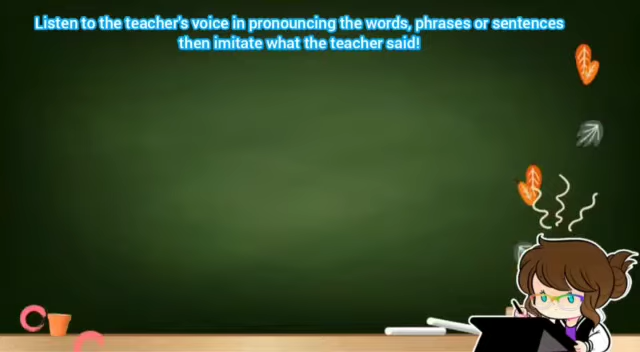 Listen to the teacher's voice in pronouncing the words, phrases or sentences
then imitate what the teacher said!